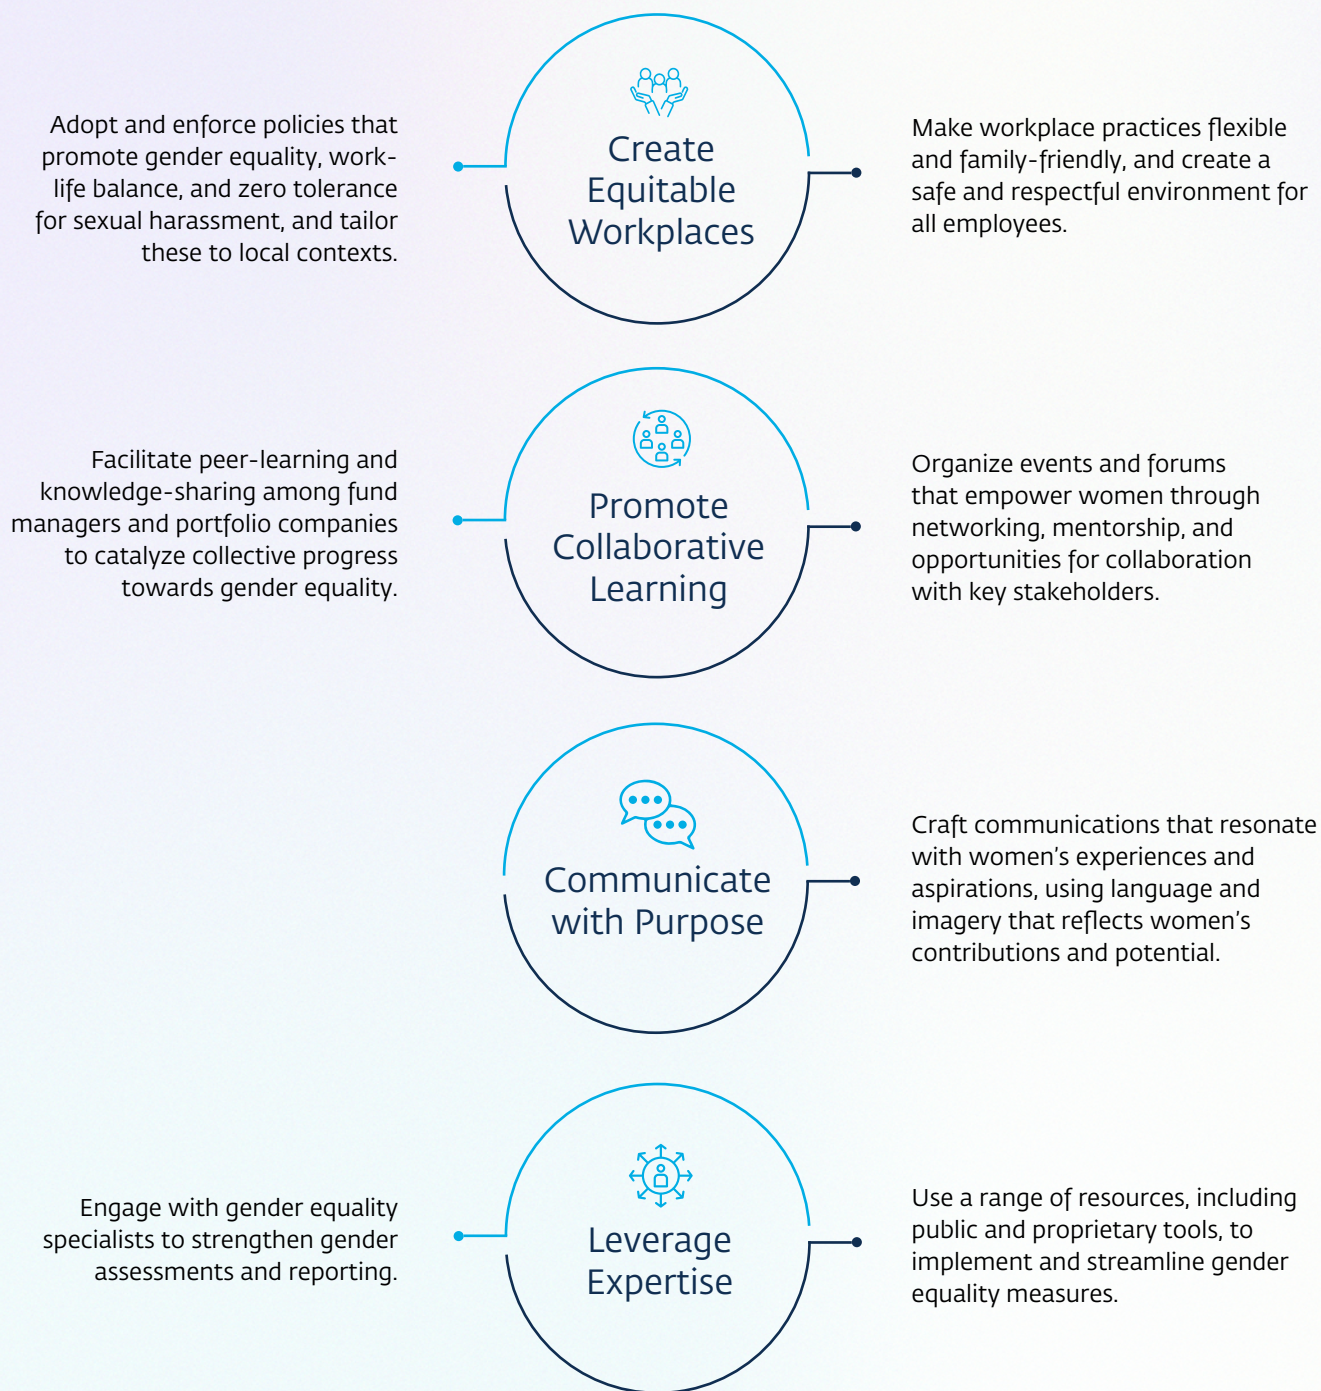 Adopt and enforce policies that
promote gender equality, work-
life balance, and zero tolerance
for sexual harassment, and tailor
these to local contexts.
Create
Equitable
Workplaces
Make workplace practices flexible
and family-friendly, and create a
safe and respectful environment for
all employees.
Facilitate peer-learning and
knowledge-sharing among fund
managers and portfolio companies
to catalyze collective progress
towards gender equality.
Promote
Collaborative
Learning
Organize events and forums
that empower women through
networking, mentorship, and
opportunities for collaboration
with key stakeholders.
Communicate
with Purpose
Craft communications that resonate
with women’s experiences and
aspirations, using language and
imagery that reflects women’s
contributions and potential.
Engage with gender equality
specialists to strengthen gender
assessments and reporting.
Leverage
Expertise
Use a range of resources, including
public and proprietary tools, to
implement and streamline gender
equality measures.